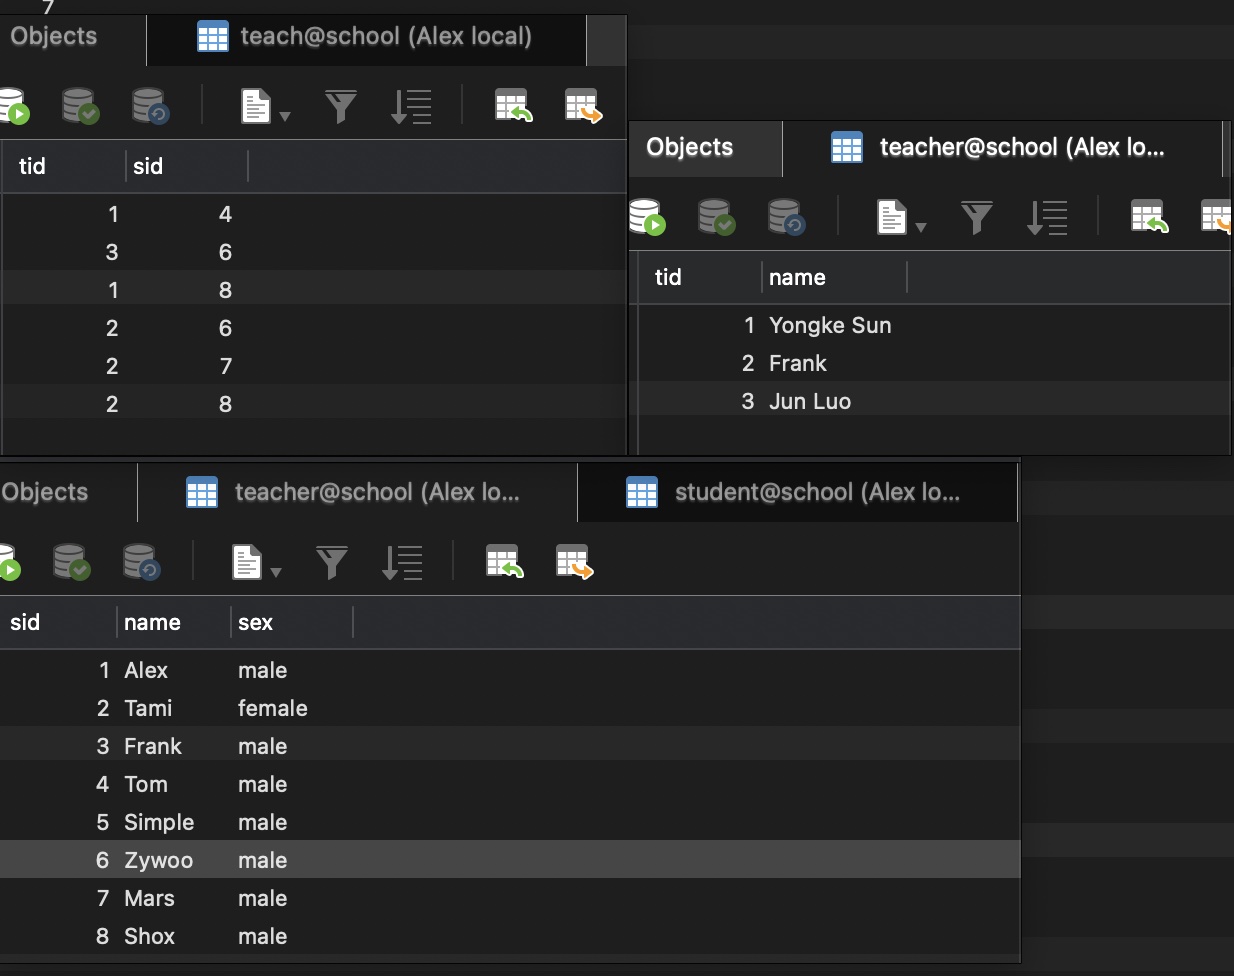 7
Objects teach@school (Alex local)
tid sid
1 4
3 6
1 8
2 6
2 7
2 8
Objects teacher@school (Alex lo...
tid name
1 Yongke Sun
2 Frank
3 Jun Luo
Objects teacher@school (Alex lo... student@school (Alex lo...
sid name sex
1 Alex male
2 Tami female
3 Frank male
4 Tom male
5 Simple male
6 Zywoo male
7 Mars male
8 Shox male